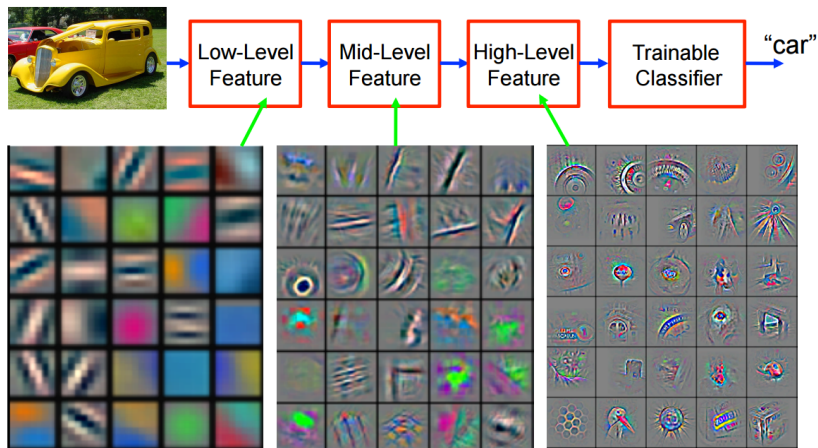 Low-Level
Feature
Mid-Level
Feature
High-Level
Feature
Trainable
Classifier
“car”